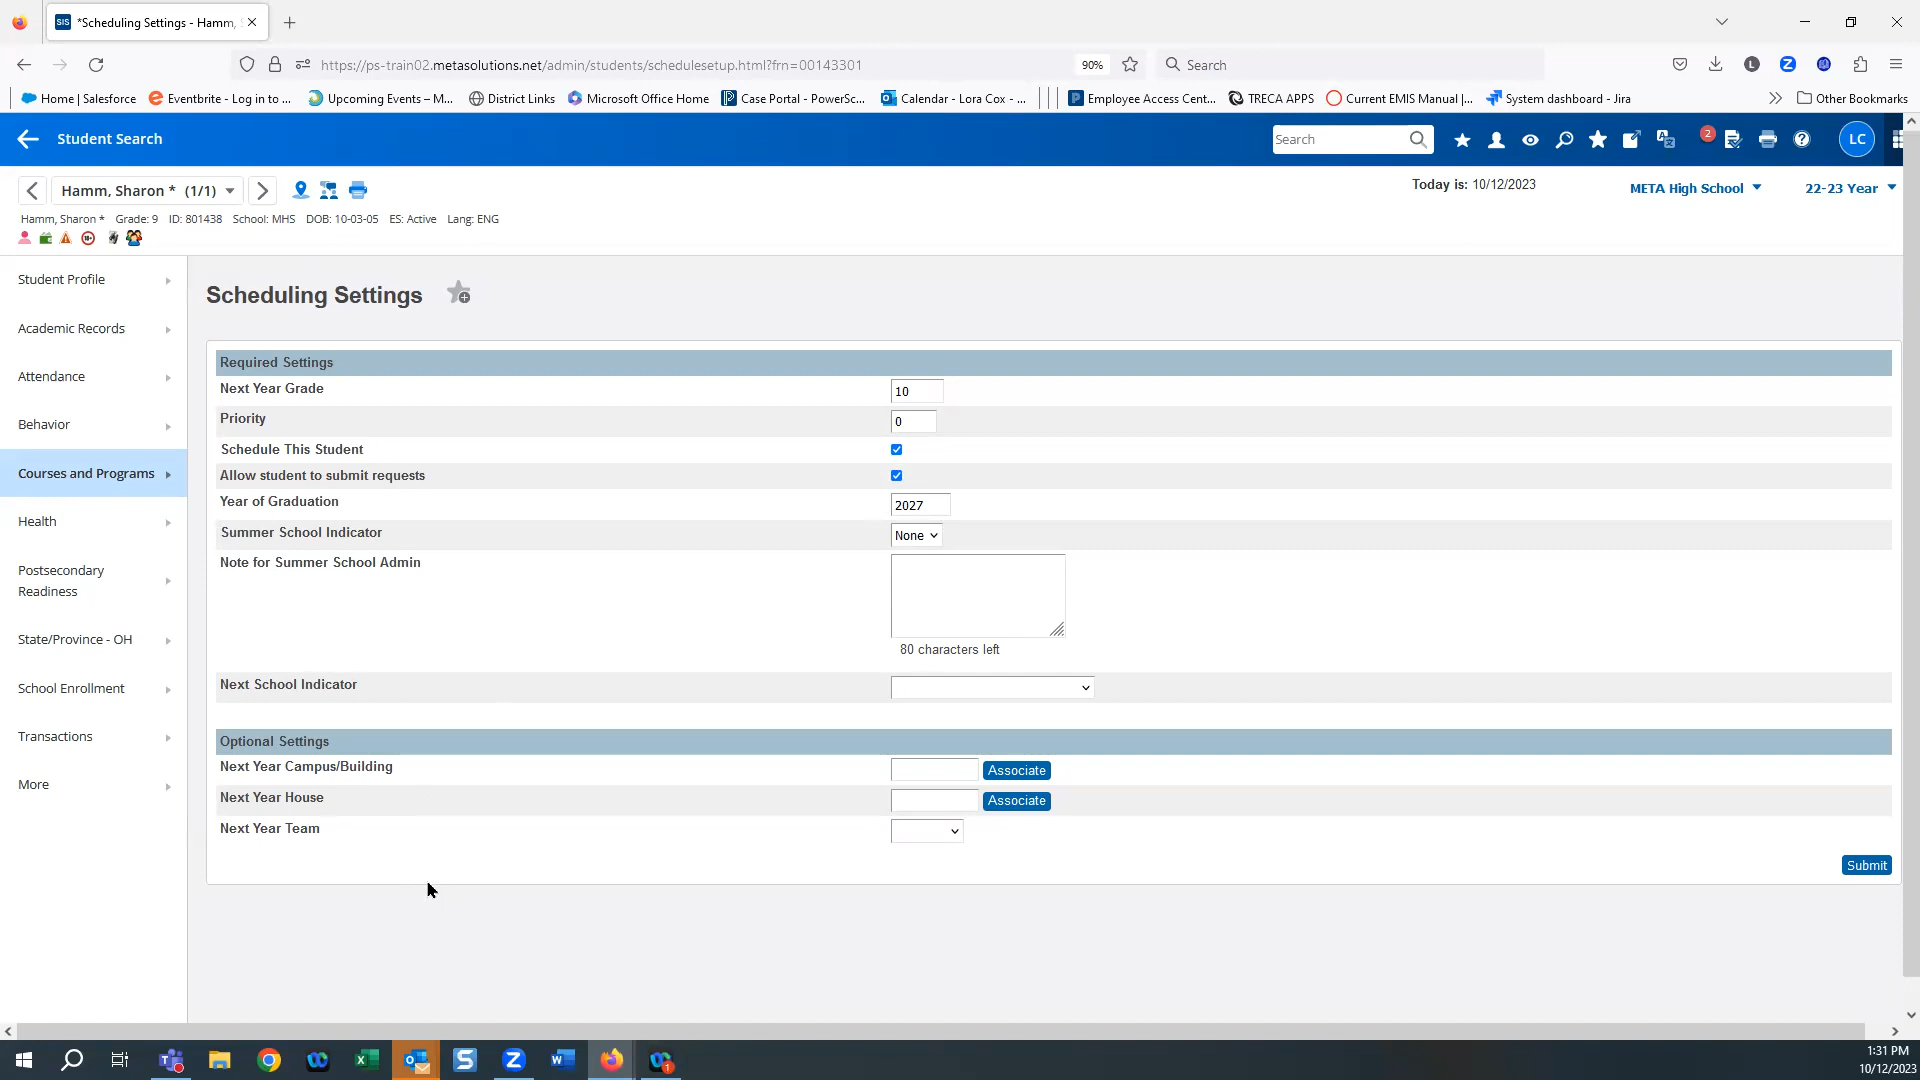 SIS *Scheduling Settings - Hamm,
https://ps-train02.metasolutions.net/admin/students/schedulesetup.html?frn=00143301
90%
Search
Home | Salesforce
Eventbrite - Log in to ...
Upcoming Events – M...
District Links
Microsoft Office Home
Case Portal - PowerSc...
Calendar - Lora Cox - ...
Employee Access Cent...
TRECA APPS
Current EMIS Manual |...
System dashboard - Jira
Other Bookmarks
Student Search
Search
2
LC
Hamm, Sharon * (1/1)
Today is: 10/12/2023
META High School
22-23 Year
Hamm, Sharon * Grade: 9 ID: 801438 School: MHS DOB: 10-03-05 ES: Active Lang: ENG
Student Profile
Academic Records
Attendance
Behavior
Courses and Programs
Health
Postsecondary
Readiness
State/Province - OH
School Enrollment
Transactions
More
Scheduling Settings
Required Settings
Next Year Grade 10
Priority 0
Schedule This Student
Allow student to submit requests
Year of Graduation 2027
Summer School Indicator None
Note for Summer School Admin
80 characters left
Next School Indicator
Optional Settings
Next Year Campus/Building Associate
Next Year House Associate
Next Year Team
Submit
1:31 PM
10/12/2023